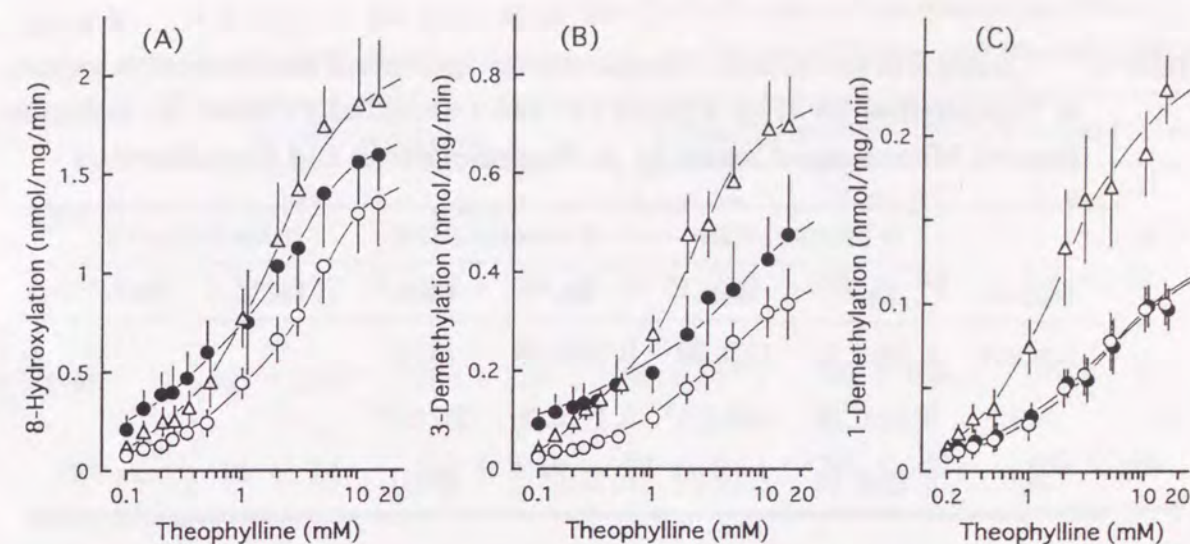 (A)
8-Hydroxylation (nmol/mg/min)
2
1.5
1
0.5
0
0.1 1 10 20
Theophylline (mM)
(B)
3-Demethylation (nmol/mg/min)
0.8
0.6
0.4
0.2
0
0.1 1 10 20
Theophylline (mM)
(C)
1-Demethylation (nmol/mg/min)
0.2
0.1
0
0.2 1 10 20
Theophylline (mM)